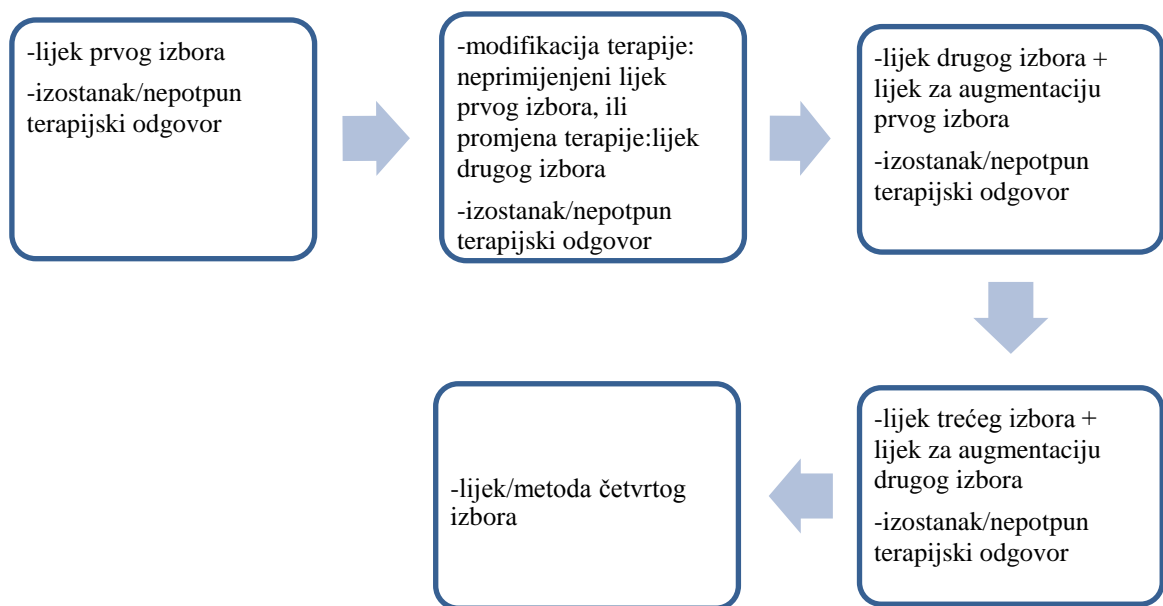 -lijek prvog izbora
-izostanak/nepotpun
terapijski odgovor
-modifikacija terapije:
neprimijenjeni lijek
prvog izbora, ili
promjena terapije:lijek
drugog izbora
-izostanak/nepotpun
terapijski odgovor
-lijek drugog izbora +
lijek za augmentaciju
prvog izbora
-izostanak/nepotpun
terapijski odgovor
-lijek trećeg izbora +
lijek za augmentaciju
drugog izbora
-izostanak/nepotpun
terapijski odgovor
-lijek/metoda četvrtog
izbora